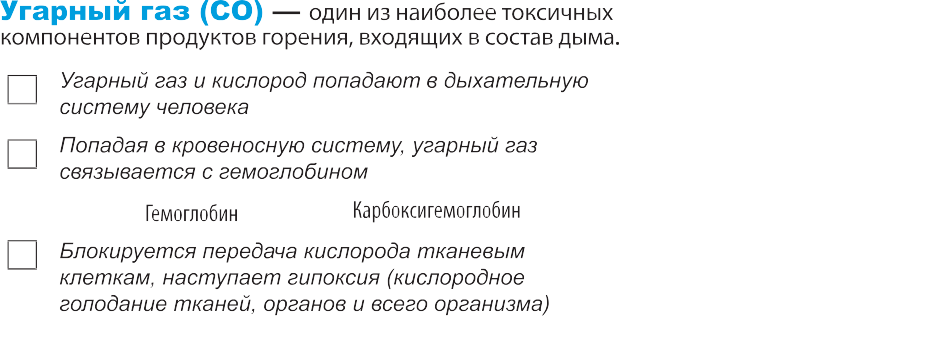 Угарный газ (СО) — один из наиболее токсичных
компонентов продуктов горения, входящих в состав дыма.
Угарный газ и кислород попадают в дыхательную
систему человека
Попадая в кровеносную систему, угарный газ
связывается с гемоглобином
Гемоглобин Карбоксигемоглобин
Блокируется передача кислорода тканевым
клеткам, наступает гипоксия (кислородное
голодание тканей, органов и всего организма)